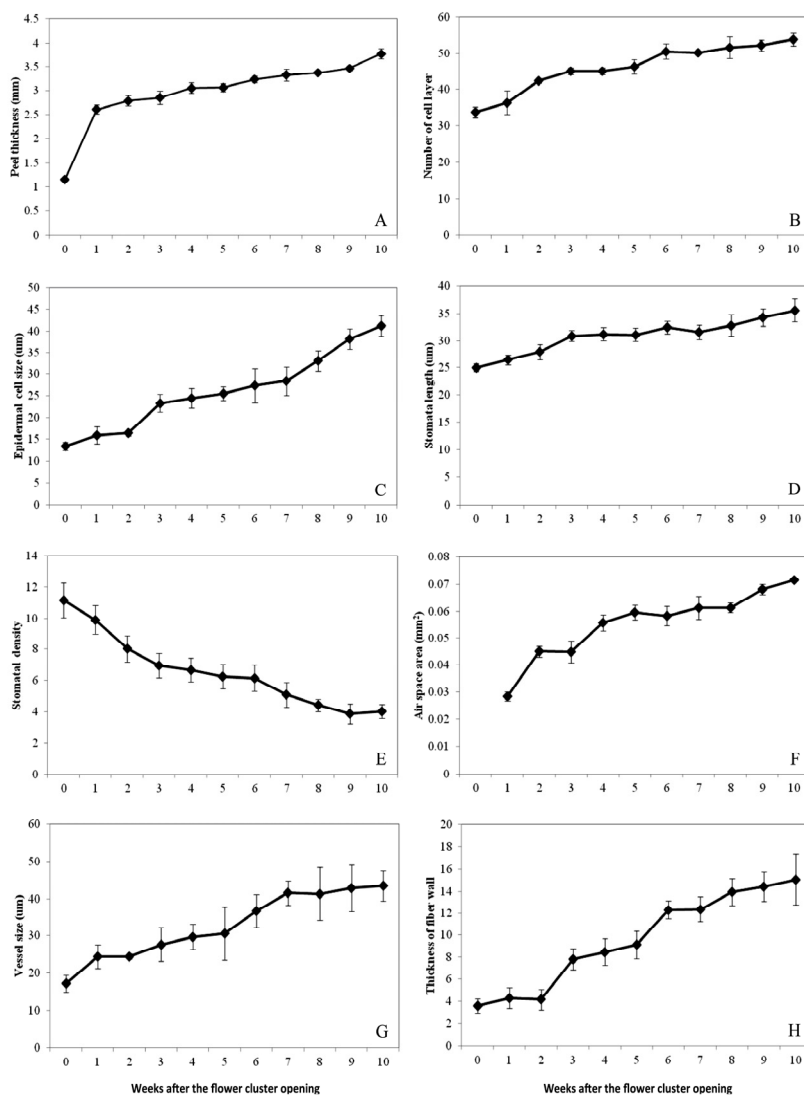 4.5
4
3.5
3
2.5
2
1.5
1
0.5
0
Peel thickness (mm)
0 1 2 3 4 5 6 7 8 9 10
A
60
50
40
30
20
10
0
Number of cell layer
0 1 2 3 4 5 6 7 8 9 10
B
50
45
40
35
30
25
20
15
10
5
0
Epidermal cell size (um)
0 1 2 3 4 5 6 7 8 9 10
C
40
35
30
25
20
15
10
5
0
Stomata length (um)
0 1 2 3 4 5 6 7 8 9 10
D
14
12
10
8
6
4
2
0
Stomatal density
0 1 2 3 4 5 6 7 8 9 10
E
0.08
0.07
0.06
0.05
0.04
0.03
0.02
0.01
0
Air space area (mm²)
1 2 3 4 5 6 7 8 9 10
F
60
50
40
30
20
10
0
Vessel size (um)
0 1 2 3 4 5 6 7 8 9 10
G
Weeks after the flower cluster opening
20
18
16
14
12
10
8
6
4
2
0
Thickness of fiber wall
0 1 2 3 4 5 6 7 8 9 10
H
Weeks after the flower cluster opening